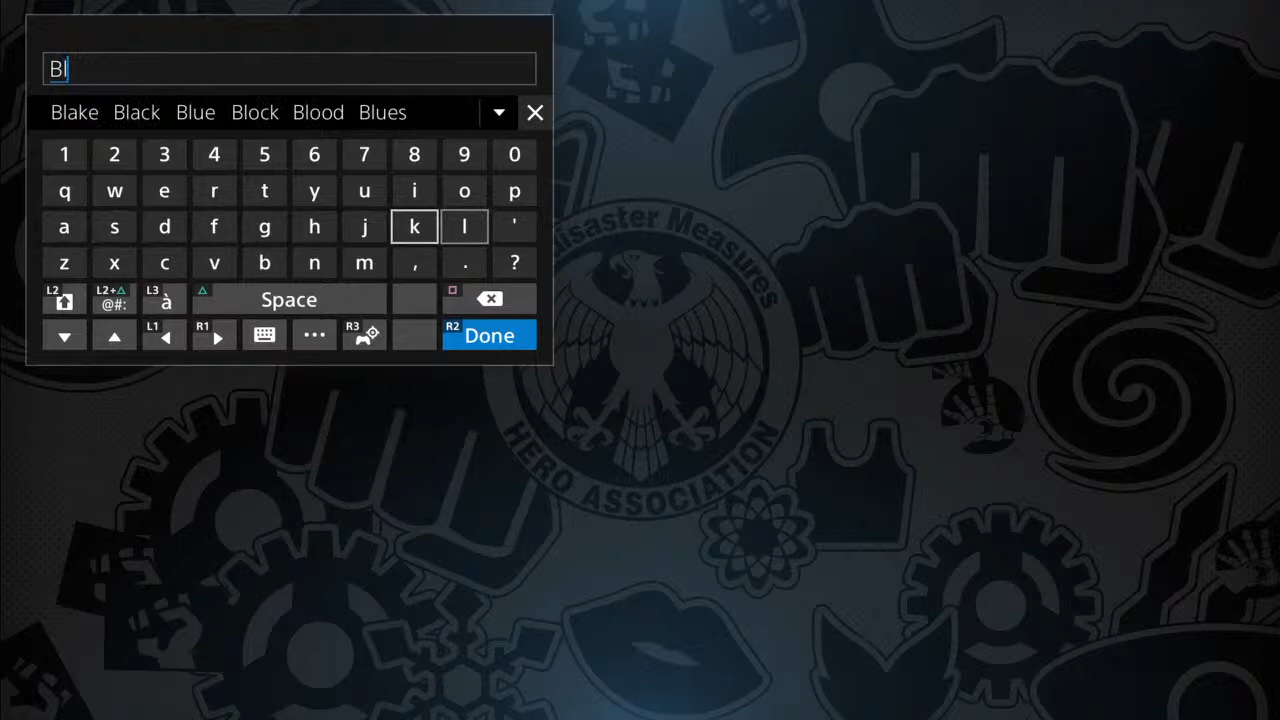 Bl
Blake Black Blue Block Blood Blues
1 2 3 4 5 6 7 8 9 0
q w e r t y u i o p
a s d f g h j k l '
z x c v b n m , . ?
L2 L2+△ @#: L3 à △ Space □
L1 R1 ... R3 R2 Done
Disaster Measures
HERO ASSOCIATION